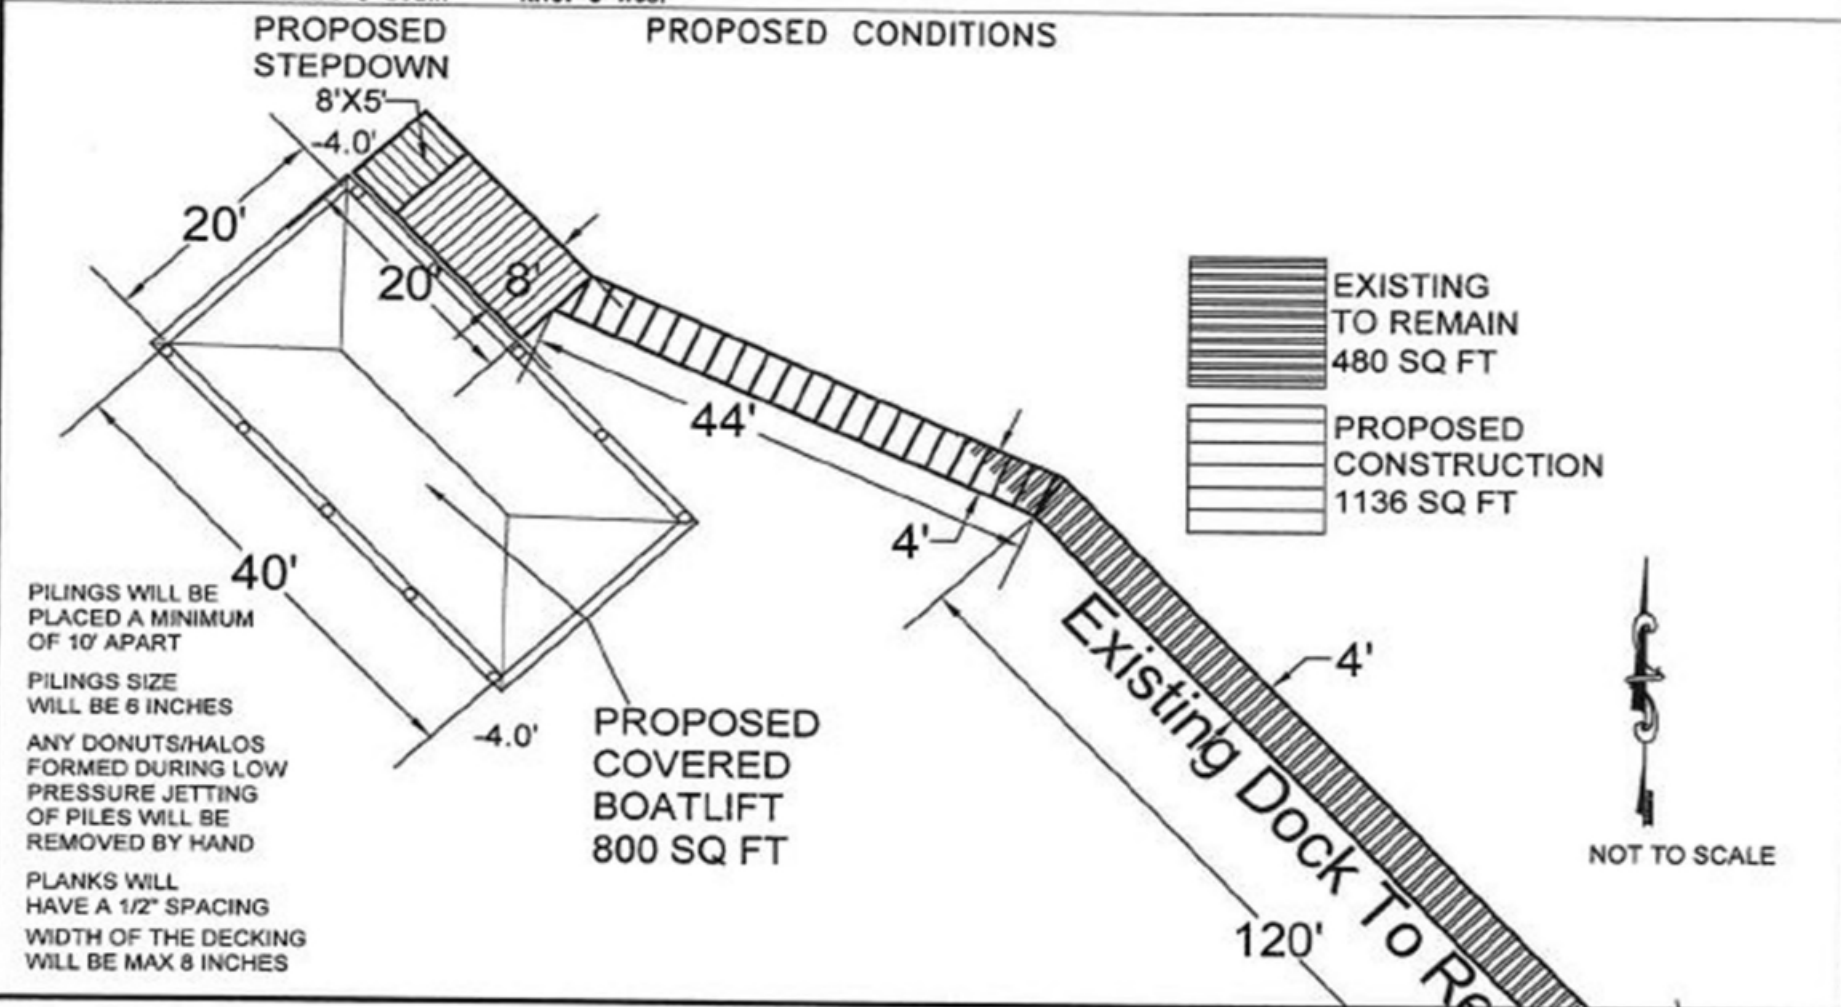 PROPOSED CONDITIONS
PROPOSED
STEPDOWN
8'X5'
-4.0'
20'
20'
8'
44'
4'
40'
-4.0'
EXISTING
TO REMAIN
480 SQ FT
PROPOSED
CONSTRUCTION
1136 SQ FT
4'
Existing Dock To Re
120'
PROPOSED
COVERED
BOATLIFT
800 SQ FT
NOT TO SCALE
PILINGS WILL BE
PLACED A MINIMUM
OF 10' APART
PILINGS SIZE
WILL BE 6 INCHES
ANY DONUTS/HALOS
FORMED DURING LOW
PRESSURE JETTING
OF PILES WILL BE
REMOVED BY HAND
PLANKS WILL
HAVE A 1/2" SPACING
WIDTH OF THE DECKING
WILL BE MAX 8 INCHES